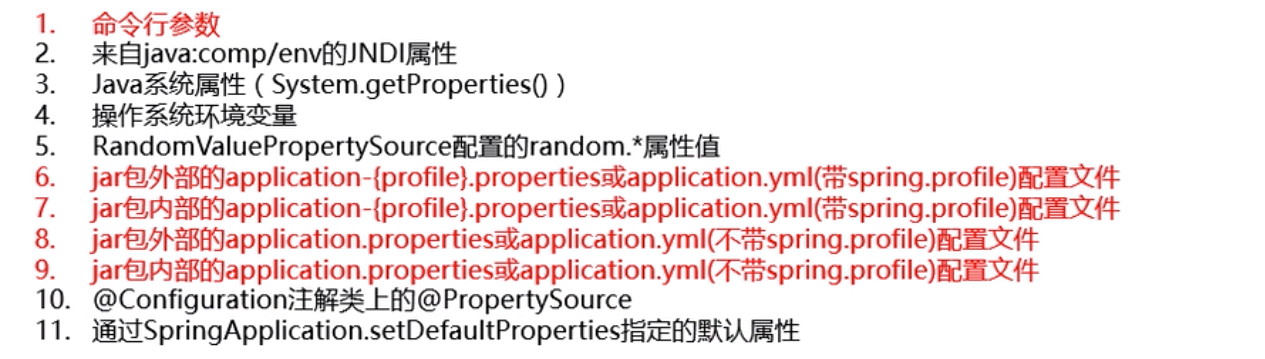 1. 命令行参数
2. 来自java:comp/env的JNDI属性
3. Java系统属性（System.getProperties()）
4. 操作系统环境变量
5. RandomValuePropertySource配置的random.*属性值
6. jar包外部的application-{profile}.properties或application.yml(带spring.profile)配置文件
7. jar包内部的application-{profile}.properties或application.yml(带spring.profile)配置文件
8. jar包外部的application.properties或application.yml(不带spring.profile)配置文件
9. jar包内部的application.properties或application.yml(不带spring.profile)配置文件
10. @Configuration注解类上的@PropertySource
11. 通过SpringApplication.setDefaultProperties指定的默认属性